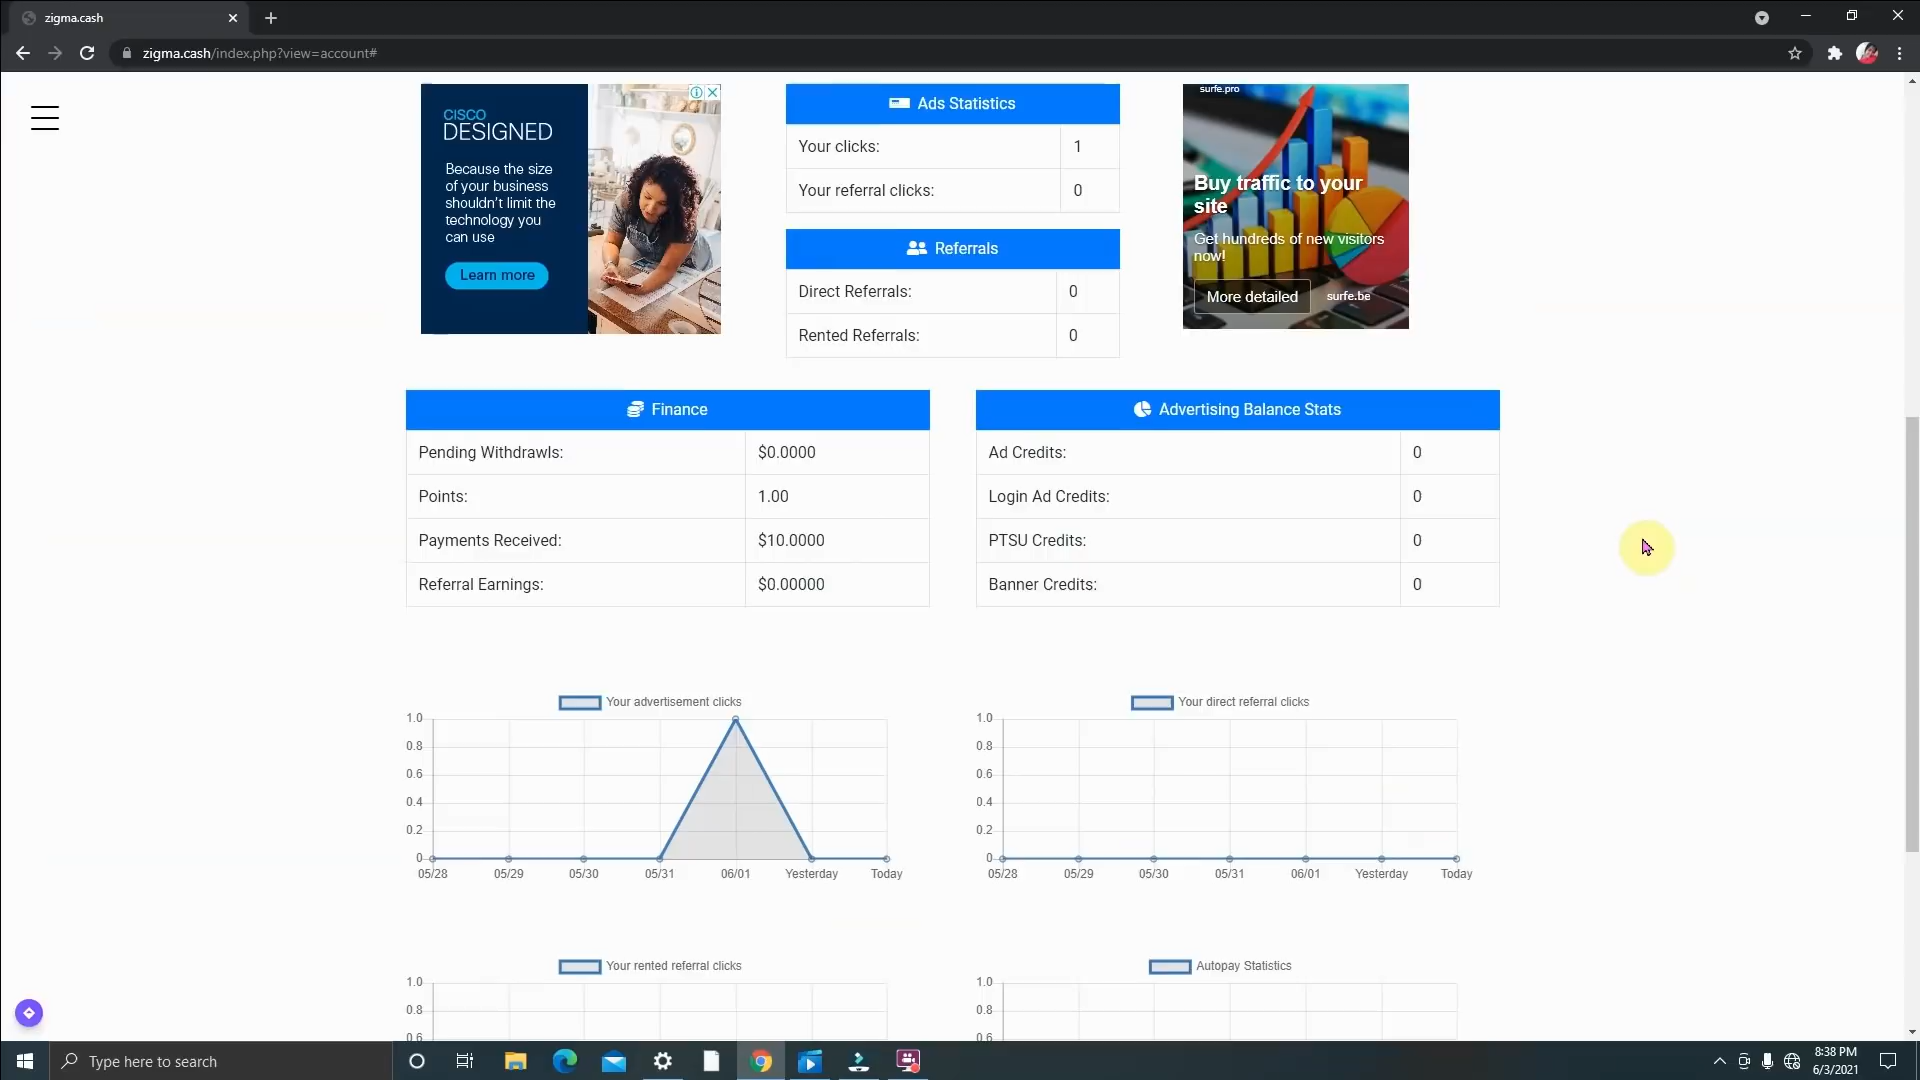 zigma.cash
zigma.cash/index.php?view=account#
CISCO
DESIGNED
Because the size
of your business
shouldn't limit the
technology you
can use
Learn more
Ads Statistics
Your clicks: 1
Your referral clicks: 0
Referrals
Direct Referrals: 0
Rented Referrals: 0
surfe.pro
Buy traffic to your
site
Get hundreds of new visitors
now!
More detailed surfe.be
Finance
Pending Withdrawls: $0.0000
Points: 1.00
Payments Received: $10.0000
Referral Earnings: $0.00000
Advertising Balance Stats
Ad Credits: 0
Login Ad Credits: 0
PTSU Credits: 0
Banner Credits: 0
Your advertisement clicks
1.0
0.8
0.6
0.4
0.2
0
05/28 05/29 05/30 05/31 06/01 Yesterday Today
Your direct referral clicks
1.0
0.8
0.6
0.4
0.2
0
05/28 05/29 05/30 05/31 06/01 Yesterday Today
Your rented referral clicks
1.0
0.8
0.6
Autopay Statistics
1.0
0.8
0.6
Type here to search
8:38 PM
6/3/2021